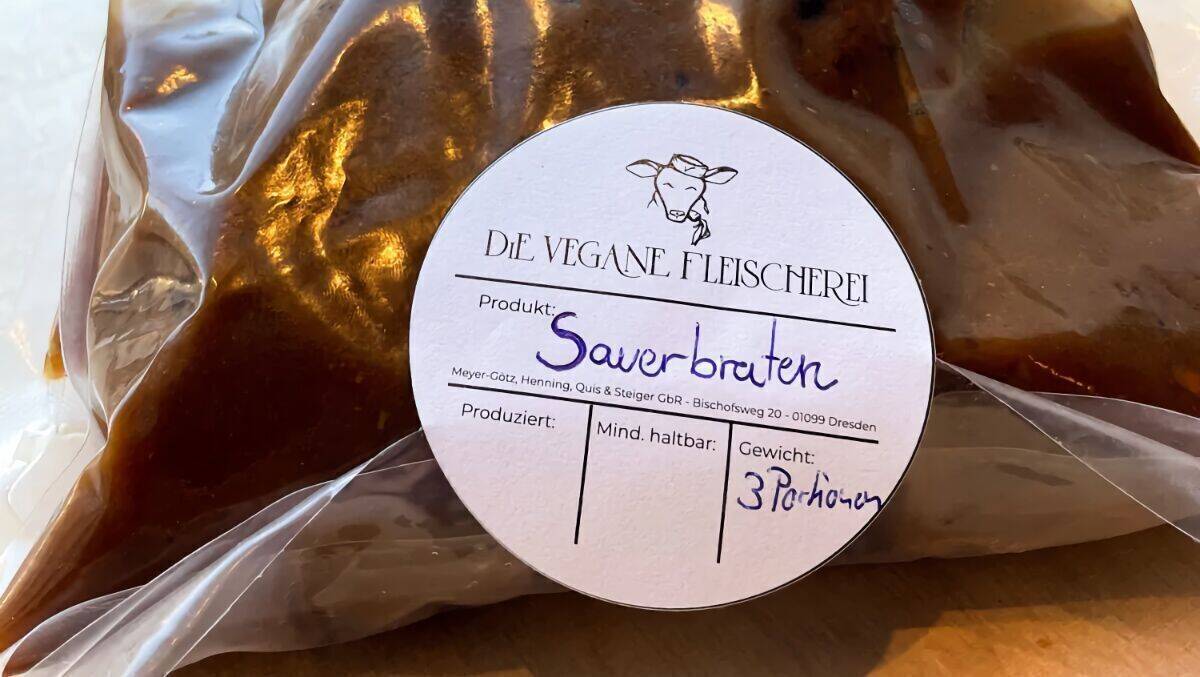 DIE VEGANE FLEISCHEREI
Produkt:
Sauerbraten
Meyer-Götz, Henning, Quis & Steiger GbR - Bischofsweg 20 - 01099 Dresden
Produziert:
Mind. haltbar:
Gewicht:
3 Portionen